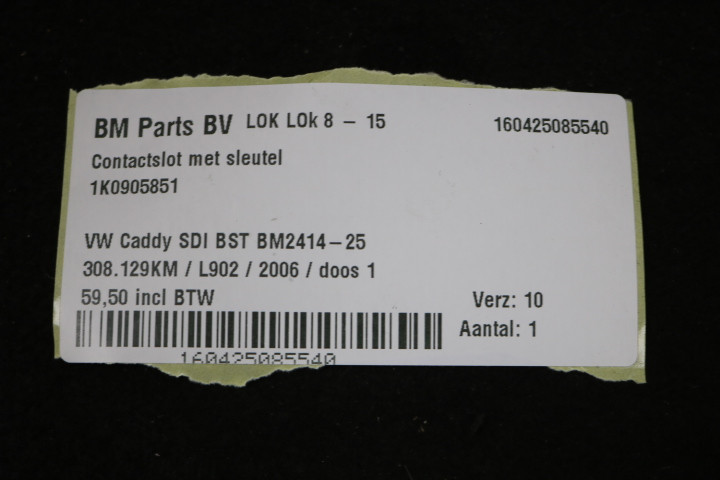 BM Parts BV LOK LOk 8 - 15 160425085540
Contactslot met sleutel
1K0905851
VW Caddy SDI BST BM2414-25
308.129KM / L902 / 2006 / doos 1
59,50 incl BTW Verz: 10
Aantal: 1
160425085540